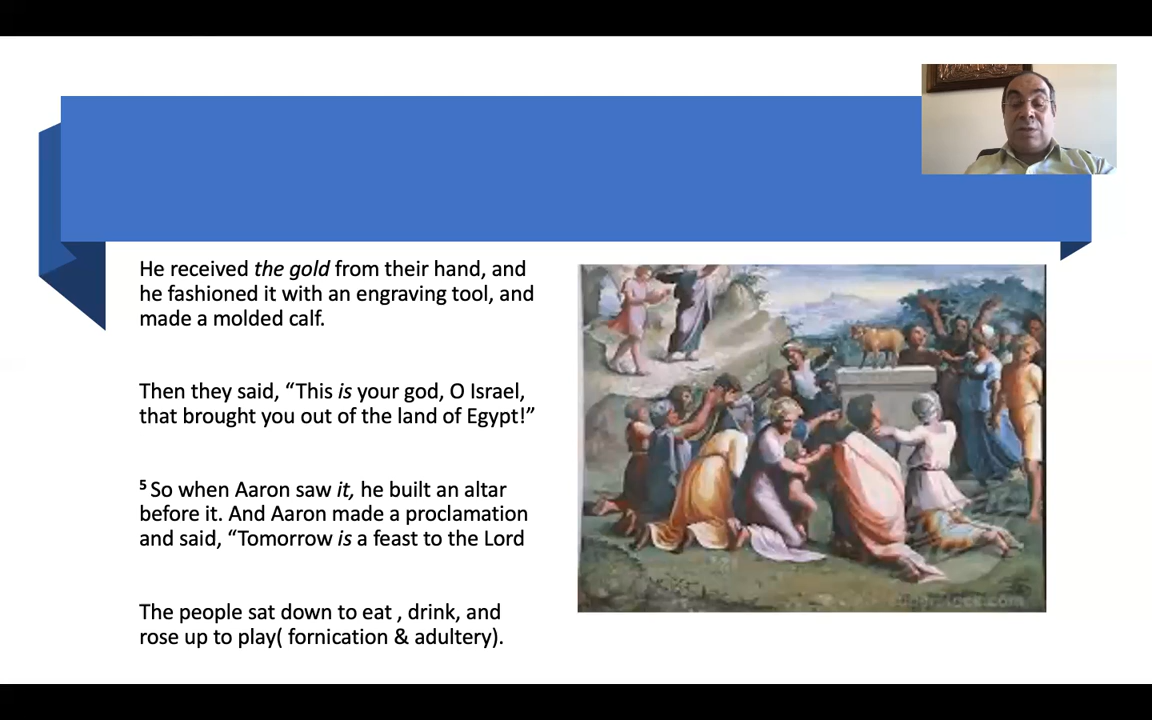 He received the gold from their hand, and
he fashioned it with an engraving tool, and
made a molded calf.
Then they said, “This is your god, O Israel,
that brought you out of the land of Egypt!”
5 So when Aaron saw it, he built an altar
before it. And Aaron made a proclamation
and said, “Tomorrow is a feast to the Lord
The people sat down to eat , drink, and
rose up to play( fornication & adultery).